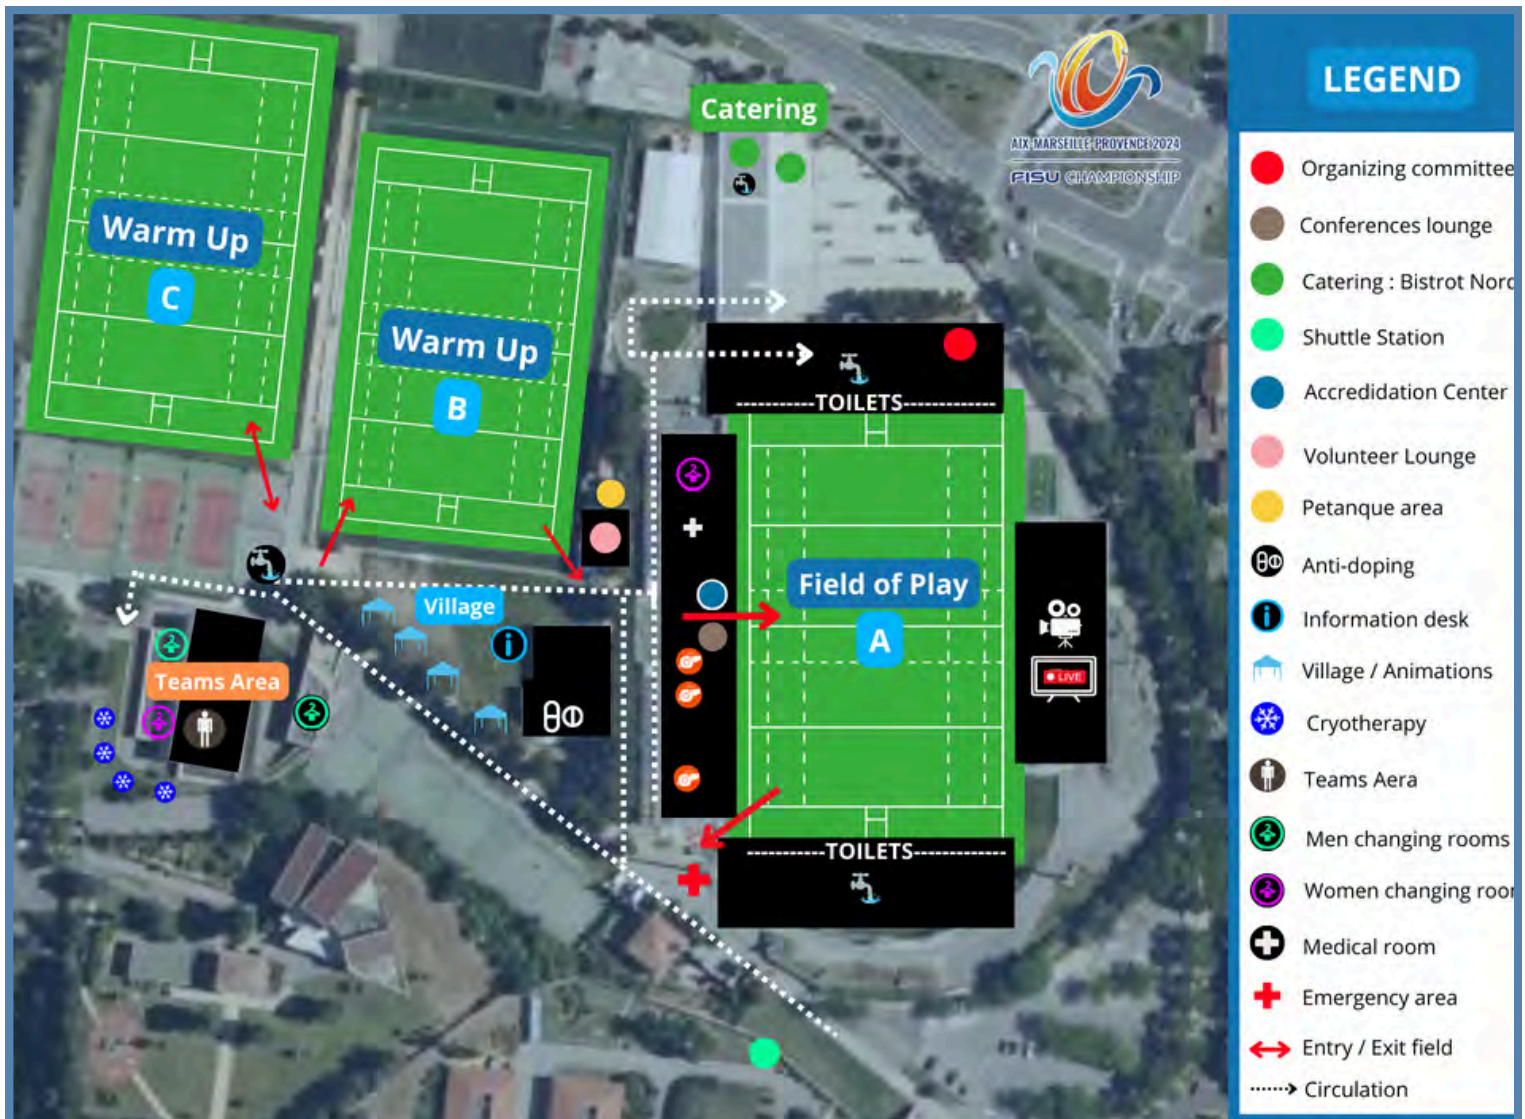 Catering
AIX-MARSEILLE-PROVENCE 2024
FISU CHAMPIONSHIP
Warm Up
C
Warm Up
B
-----------TOILETS-------------
Field of Play
A
Village
i
Teams Area
LIVE
-----------TOILETS-------------
LEGEND
Organizing committee
Conferences lounge
Catering : Bistrot Nord
Shuttle Station
Accredidation Center
Volunteer Lounge
Petanque area
Anti-doping
i
Information desk
Village / Animations
Cryotherapy
Teams Aera
Men changing rooms
Women changing roo
Medical room
Emergency area
Entry / Exit field
Circulation